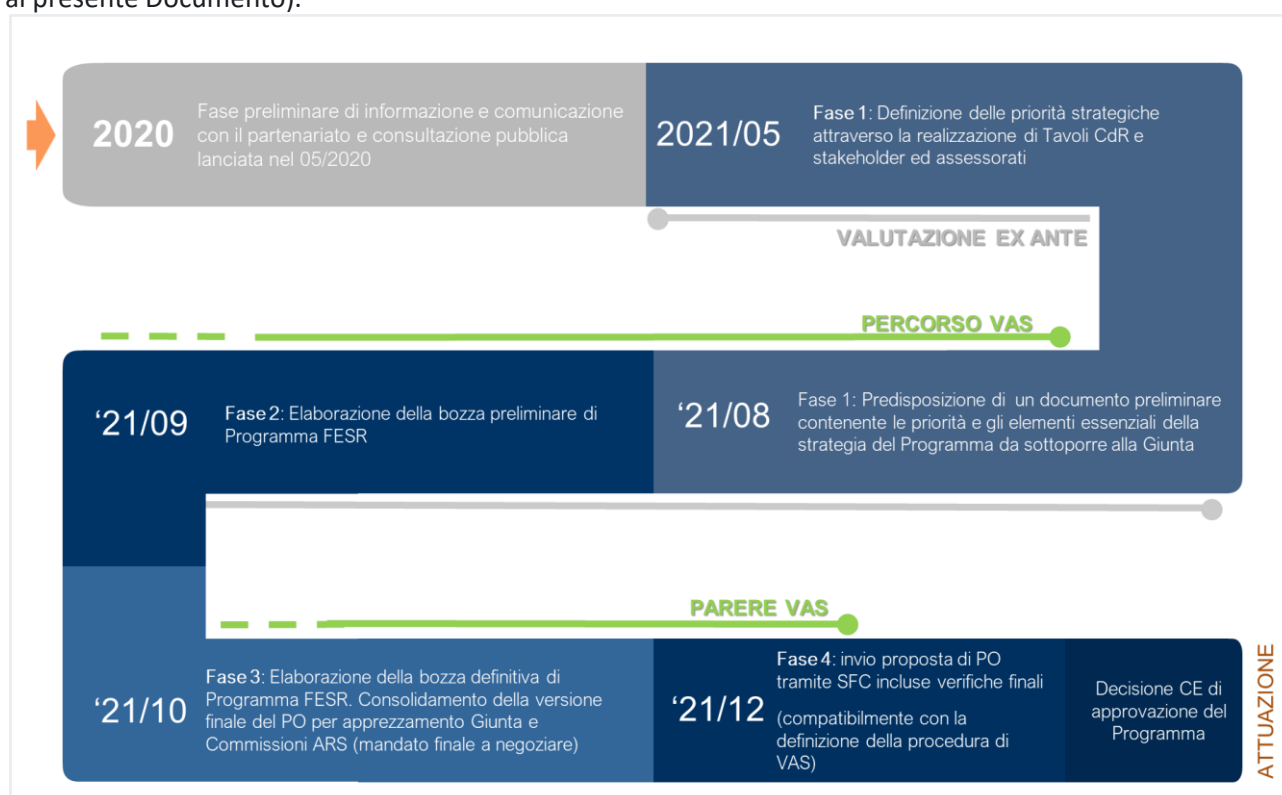 al presente Documento).
2020
Fase preliminare di informazione e comunicazione
con il partenariato e consultazione pubblica
lanciata nel 05/2020
2021/05
Fase 1: Definizione delle priorità strategiche
attraverso la realizzazione di Tavoli CdR e
stakeholder ed assessorati
VALUTAZIONE EX ANTE
PERCORSO VAS
‘21/08
Fase 1: Predisposizione di un documento preliminare
contenente le priorità e gli elementi essenziali della
strategia del Programma da sottoporre alla Giunta
‘21/09
Fase 2: Elaborazione della bozza preliminare di
Programma FESR
PARERE VAS
‘21/10
Fase 3: Elaborazione della bozza definitiva di
Programma FESR. Consolidamento della versione
finale del PO per apprezzamento Giunta e
Commissioni ARS (mandato finale a negoziare)
‘21/12
Fase 4: invio proposta di PO
tramite SFC incluse verifiche finali
(compatibilmente con la
definizione della procedura di
VAS)
Decisione CE di
approvazione del
Programma
ATTUAZIONE